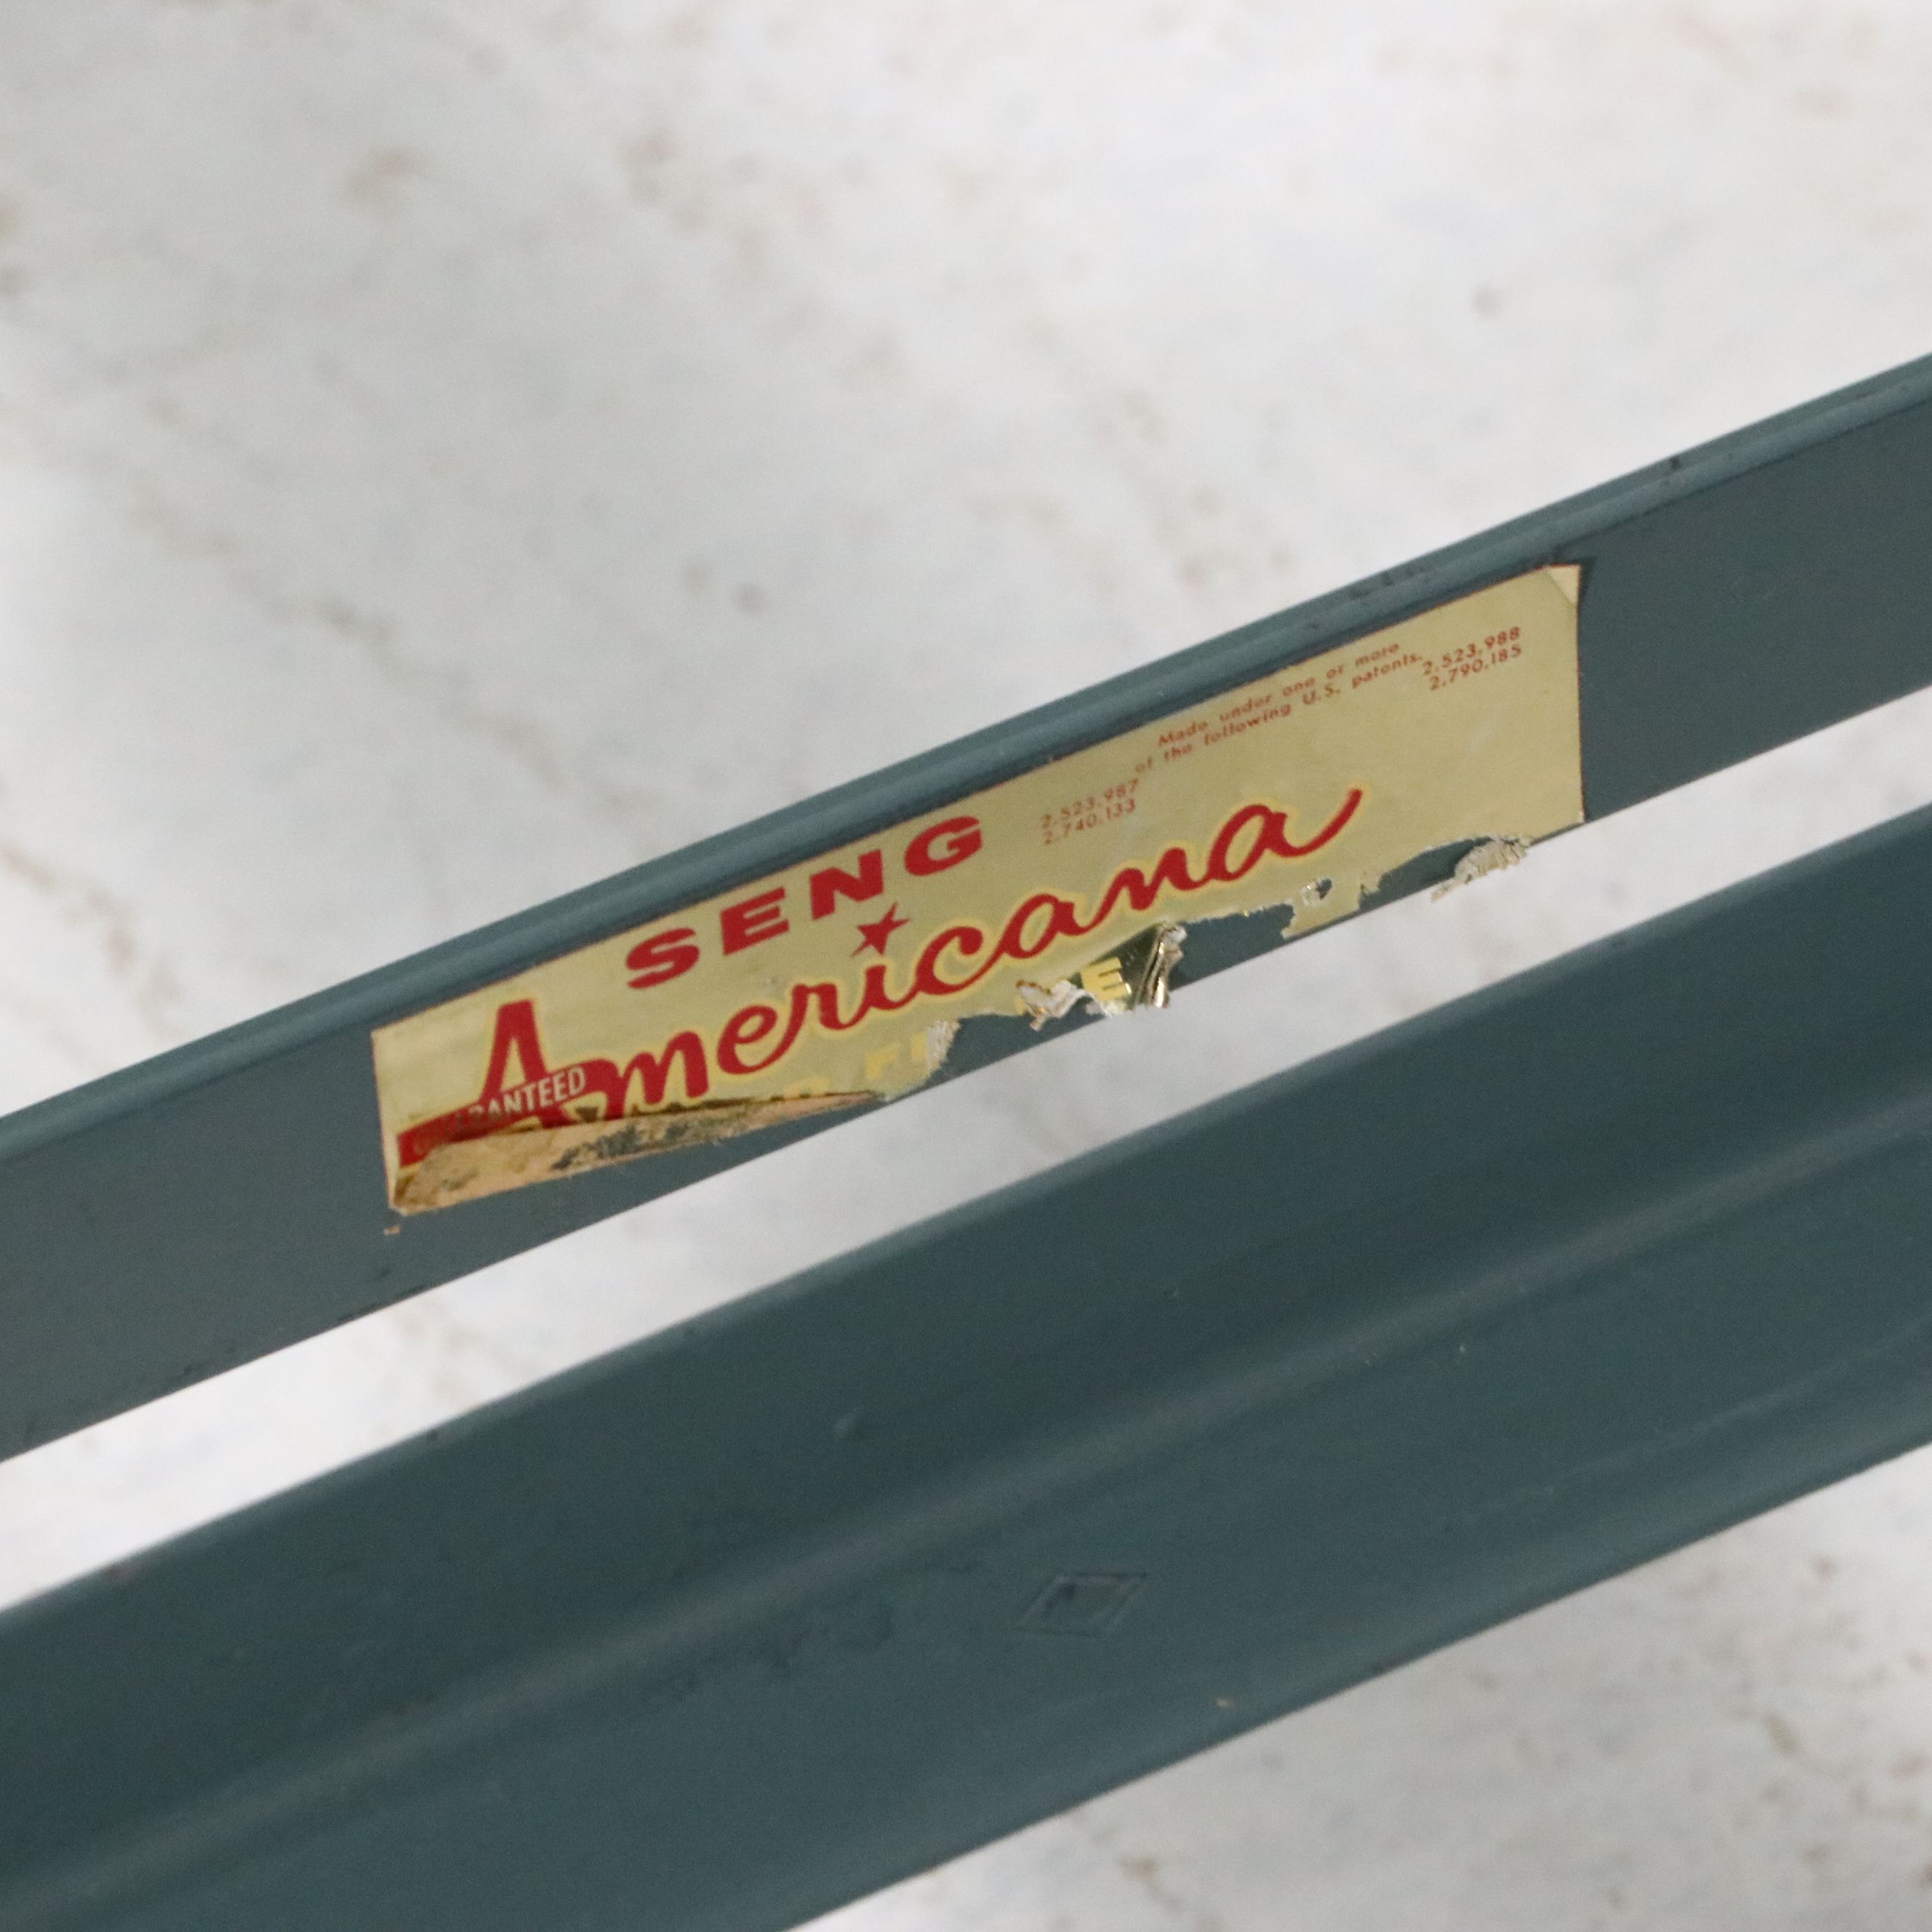 Made under one or more
of the following U.S. patents.
2,523,987 2,523,988
2,740,133 2,790,185
SENG
Americana
GUARANTEED